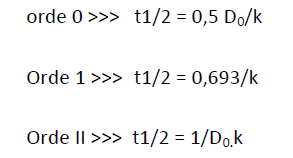 orde 0 >>> t1/2 = 0,5 D₀/k
Orde 1 >>> t1/2 = 0,693/k
Orde II >>> t1/2 = 1/D₀.k